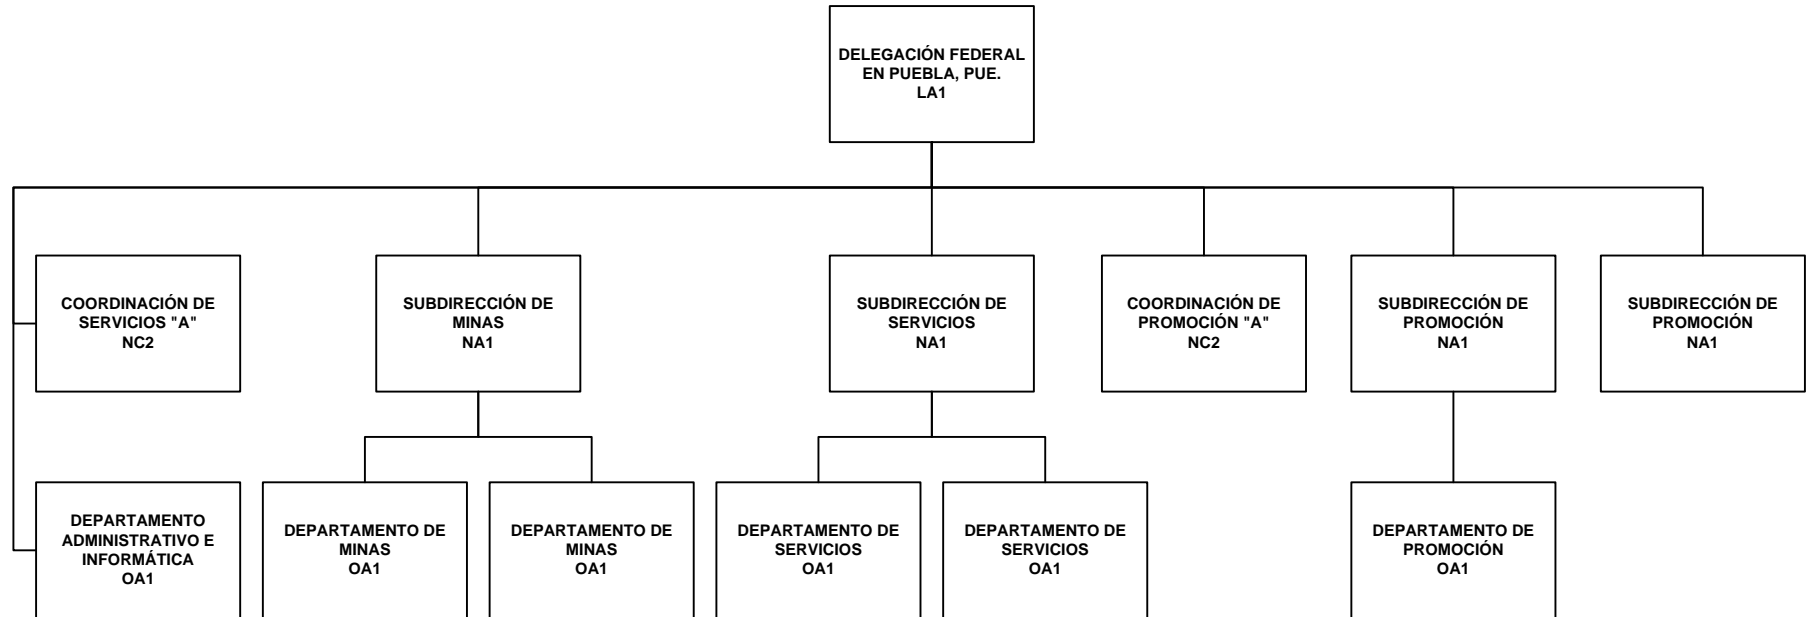 DELEGACIÓN FEDERAL
EN PUEBLA, PUE.
LA1
COORDINACIÓN DE
SERVICIOS "A"
NC2
SUBDIRECCIÓN DE
MINAS
NA1
SUBDIRECCIÓN DE
SERVICIOS
NA1
COORDINACIÓN DE
PROMOCIÓN "A"
NC2
SUBDIRECCIÓN DE
PROMOCIÓN
NA1
SUBDIRECCIÓN DE
PROMOCIÓN
NA1
DEPARTAMENTO
ADMINISTRATIVO E
INFORMÁTICA
OA1
DEPARTAMENTO DE
MINAS
OA1
DEPARTAMENTO DE
MINAS
OA1
DEPARTAMENTO DE
SERVICIOS
OA1
DEPARTAMENTO DE
SERVICIOS
OA1
DEPARTAMENTO DE
PROMOCIÓN
OA1